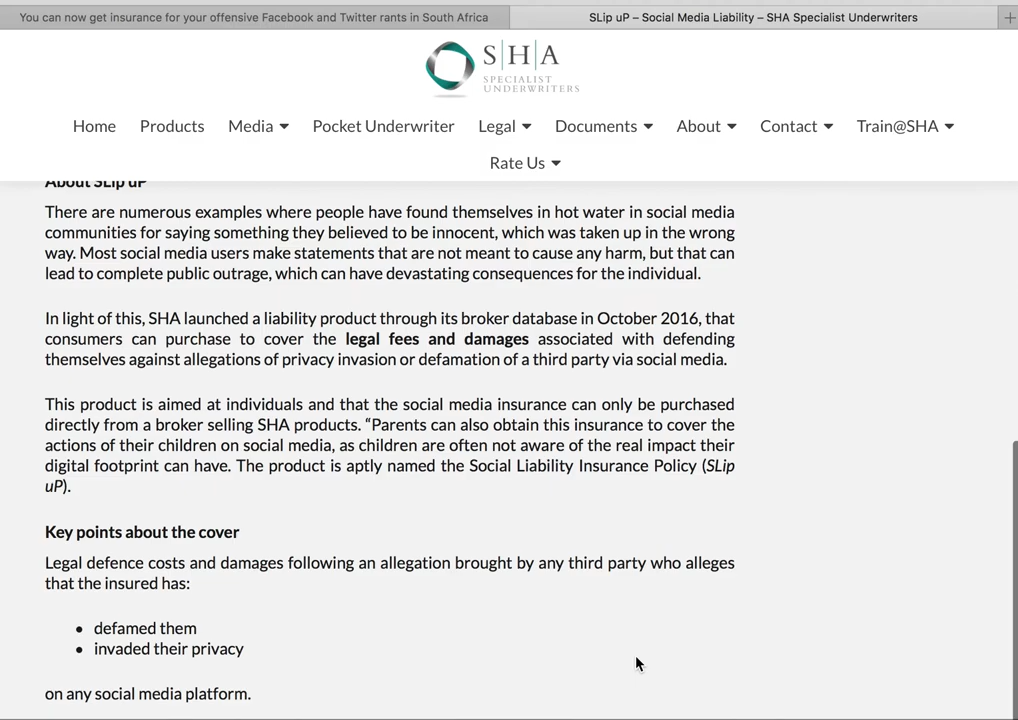 You can now get insurance for your offensive Facebook and Twitter rants in South Africa
SLip uP – Social Media Liability – SHA Specialist Underwriters
S|H|A
SPECIALIST
UNDERWRITERS
Home Products Media Pocket Underwriter Legal Documents About Contact Train@SHA
Rate Us
About SLip uP
There are numerous examples where people have found themselves in hot water in social media
communities for saying something they believed to be innocent, which was taken up in the wrong
way. Most social media users make statements that are not meant to cause any harm, but that can
lead to complete public outrage, which can have devastating consequences for the individual.
In light of this, SHA launched a liability product through its broker database in October 2016, that
consumers can purchase to cover the legal fees and damages associated with defending
themselves against allegations of privacy invasion or defamation of a third party via social media.
This product is aimed at individuals and that the social media insurance can only be purchased
directly from a broker selling SHA products. “Parents can also obtain this insurance to cover the
actions of their children on social media, as children are often not aware of the real impact their
digital footprint can have. The product is aptly named the Social Liability Insurance Policy (SLip
uP).
Key points about the cover
Legal defence costs and damages following an allegation brought by any third party who alleges
that the insured has:
• defamed them
• invaded their privacy
on any social media platform.